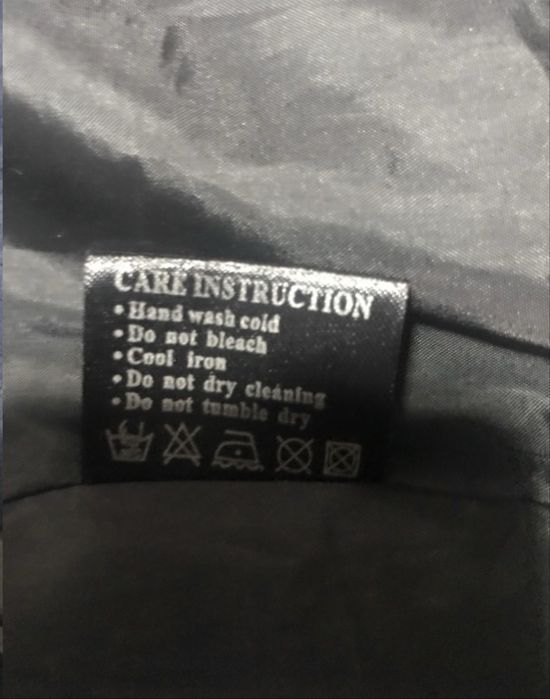 CARE INSTRUCTION
• Hand wash cold
• Do not bleach
• Cool iron
• Do not dry cleaning
• Do not tumble dry